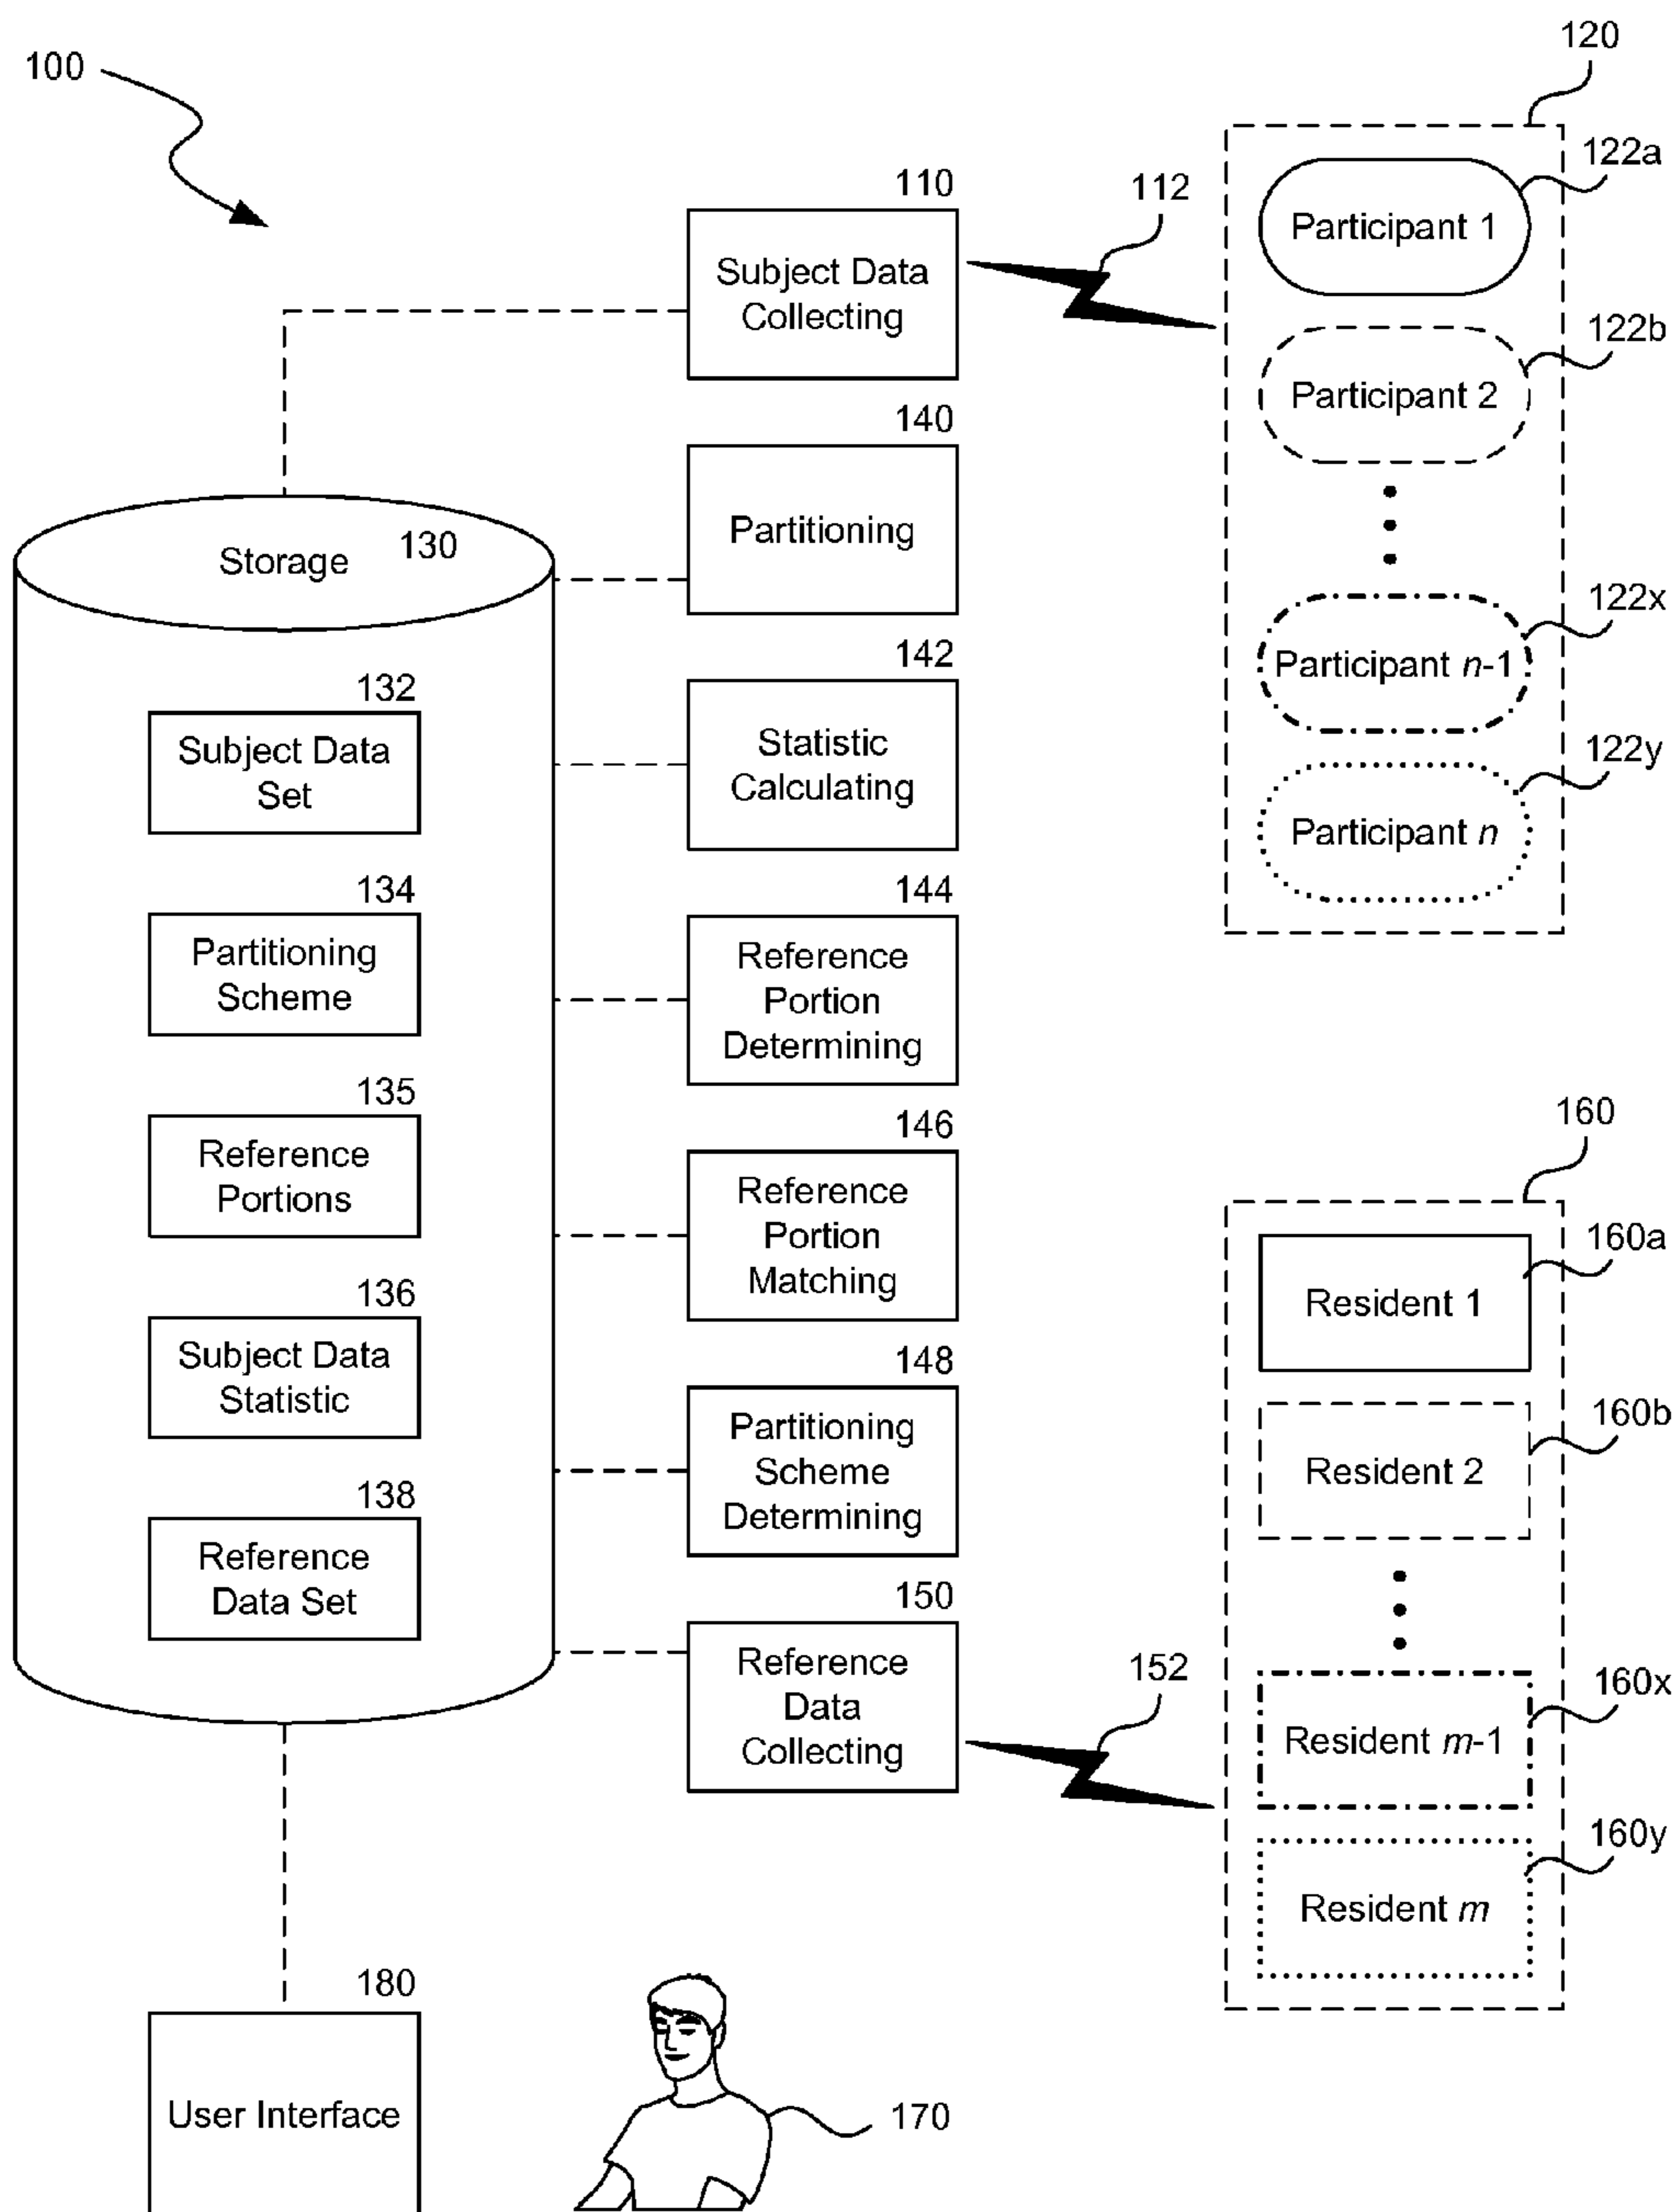 100
120
122a
Participant 1
110
112
Subject Data
Collecting
122b
Participant 2
140
Partitioning
Storage
130
122x
Participant n-1
142
Statistic
Calculating
132
Subject Data
Set
122y
Participant n
134
Partitioning
Scheme
144
Reference
Portion
Determining
135
Reference
Portions
146
Reference
Portion
Matching
160
160a
Resident 1
136
Subject Data
Statistic
148
Partitioning
Scheme
Determining
160b
Resident 2
138
Reference
Data Set
150
Reference
Data
Collecting
152
160x
Resident m-1
160y
Resident m
180
User Interface
170